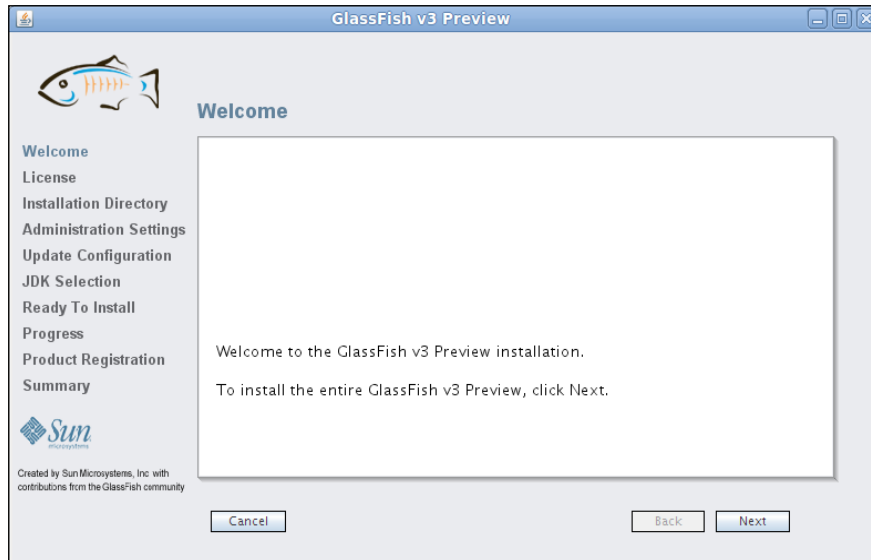 GlassFish v3 Preview
Welcome
Welcome
License
Installation Directory
Administration Settings
Update Configuration
JDK Selection
Ready To Install
Progress
Product Registration
Summary
Sun
microsystems
Created by Sun Microsystems, Inc with
contributions from the GlassFish community
Welcome to the GlassFish v3 Preview installation.
To install the entire GlassFish v3 Preview, click Next.
Cancel
Back
Next